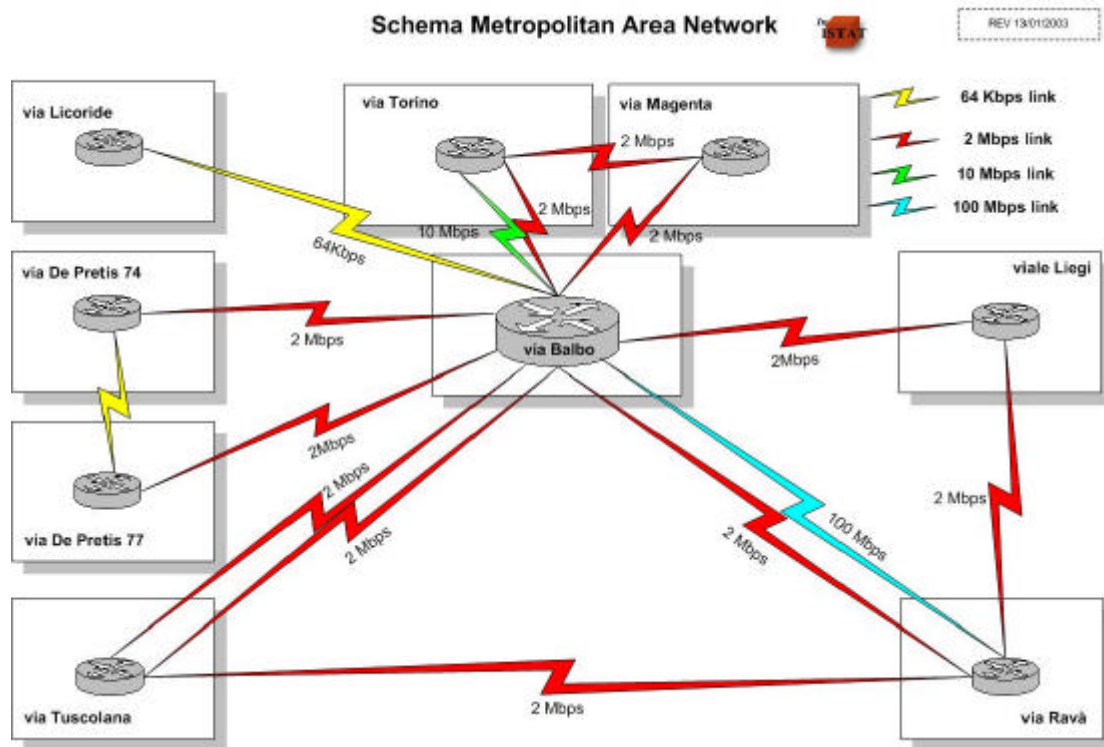 Schema Metropolitan Area Network
ISTAT
REV 13/01/2003
via Licoride
via Torino
via Magenta
64 Kbps link
2 Mbps link
10 Mbps link
100 Mbps link
2 Mbps
2 Mbps
10 Mbps
2 Mbps
64Kbps
via De Pretis 74
viale Liegi
2 Mbps
via Balbo
2Mbps
2Mbps
via De Pretis 77
2 Mbps
2 Mbps
2 Mbps
100 Mbps
2 Mbps
via Tuscolana
2 Mbps
via Ravà